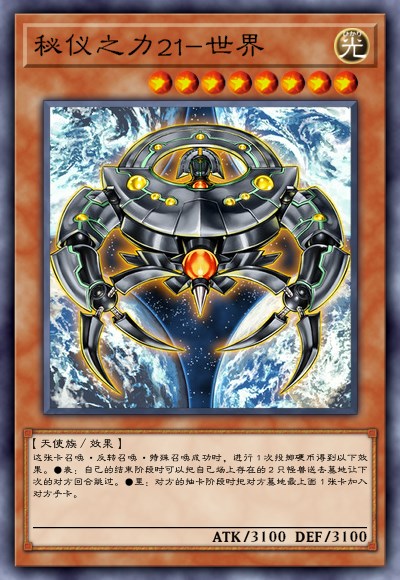 秘仪之力21-世界
光
【天使族/效果】
这张卡召唤·反转召唤·特殊召唤成功时，进行1次投掷硬币得到以下效
果。●表：自己的结束阶段时可以把自己场上存在的2只怪兽送去墓地让下
次的对方回合跳过。●里：对方的抽卡阶段时把对方墓地最上面1张卡加入
对方手卡。
ATK/3100 DEF/3100